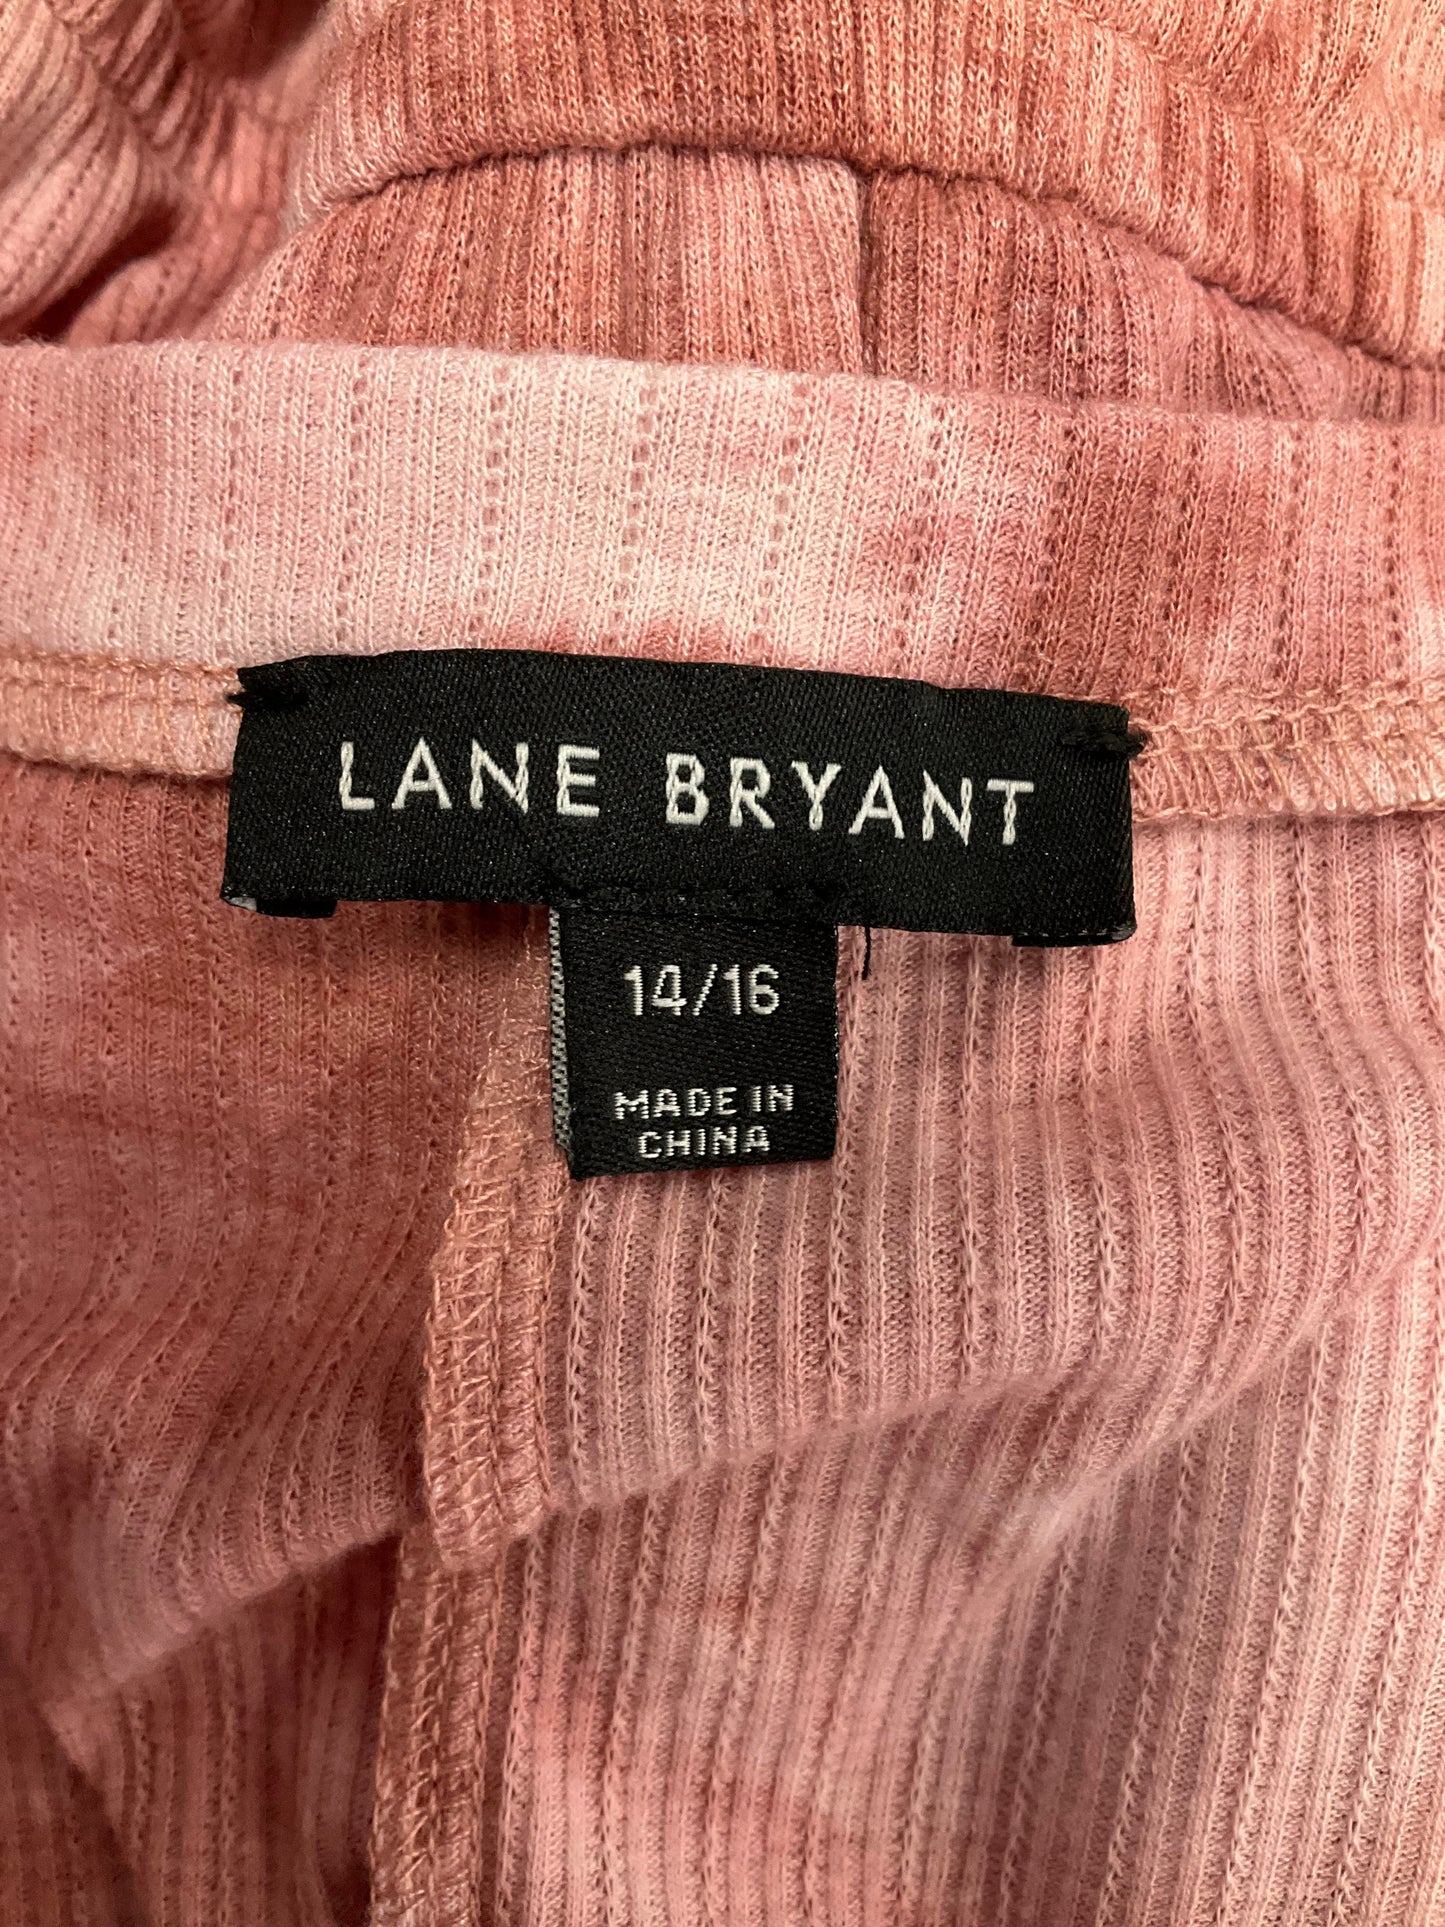 LANE BRYANT
14/16
MADE IN
CHINA